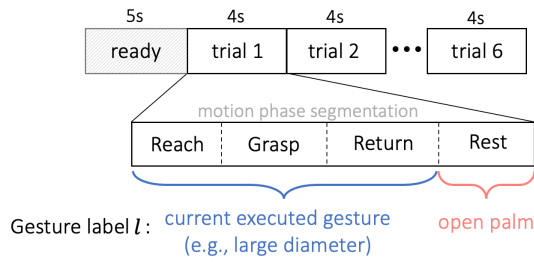 5s 4s 4s 4s
ready trial 1 trial 2 ••• trial 6
motion phase segmentation
Reach Grasp Return Rest
Gesture label l : current executed gesture open palm
(e.g., large diameter)